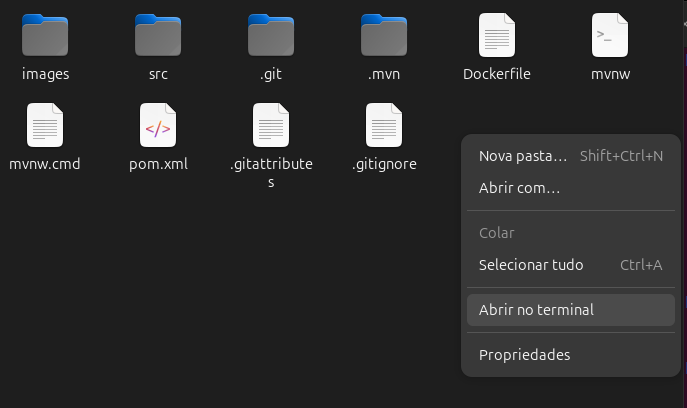 images
src
.git
.mvn
Dockerfile
mvnw
mvnw.cmd
pom.xml
.gitattribute
s
.gitignore
Nova pasta… Shift+Ctrl+N
Abrir com…
Colar
Selecionar tudo Ctrl+A
Abrir no terminal
Propriedades